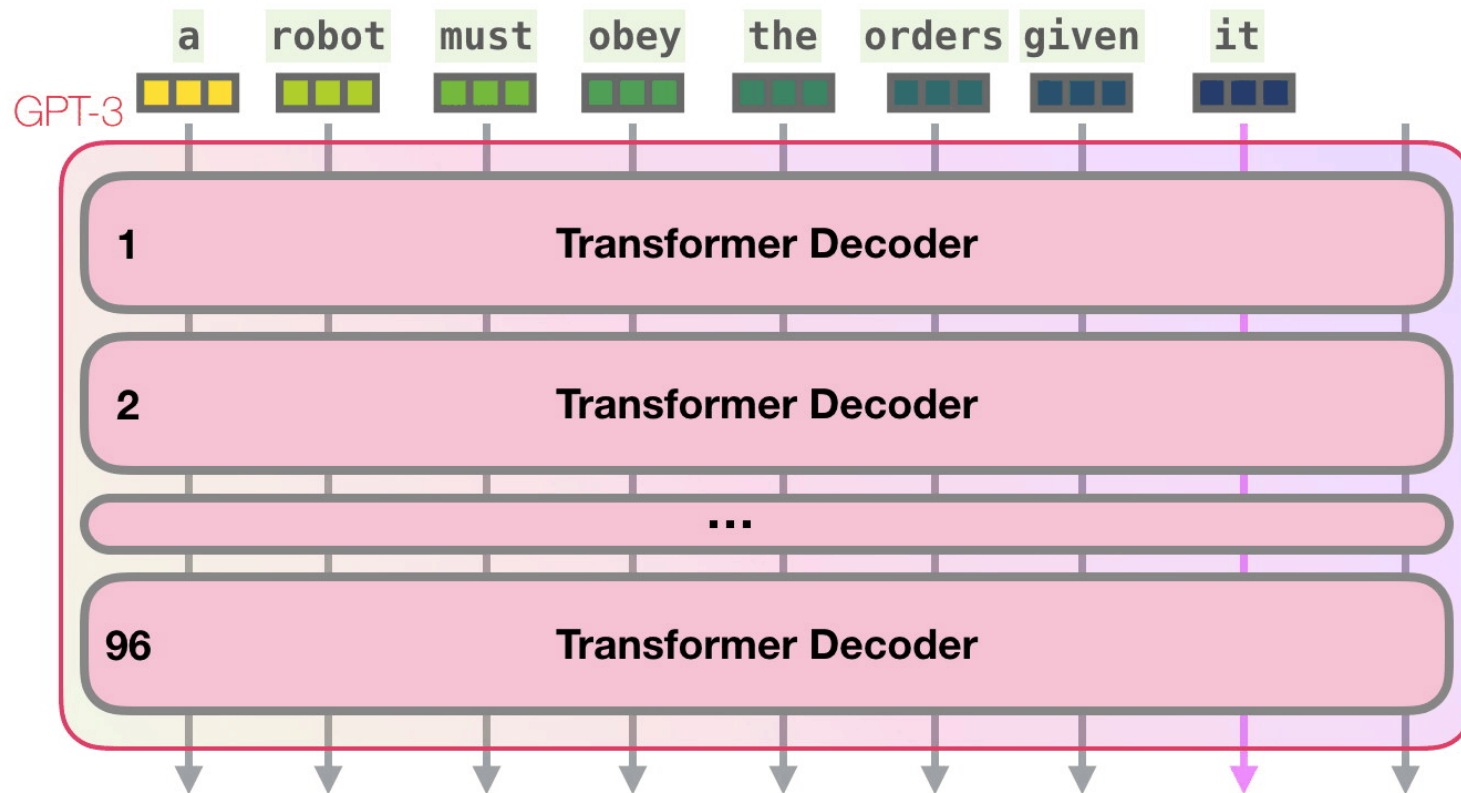 a robot must obey the orders given it
GPT-3
1 Transformer Decoder
2 Transformer Decoder
...
96 Transformer Decoder